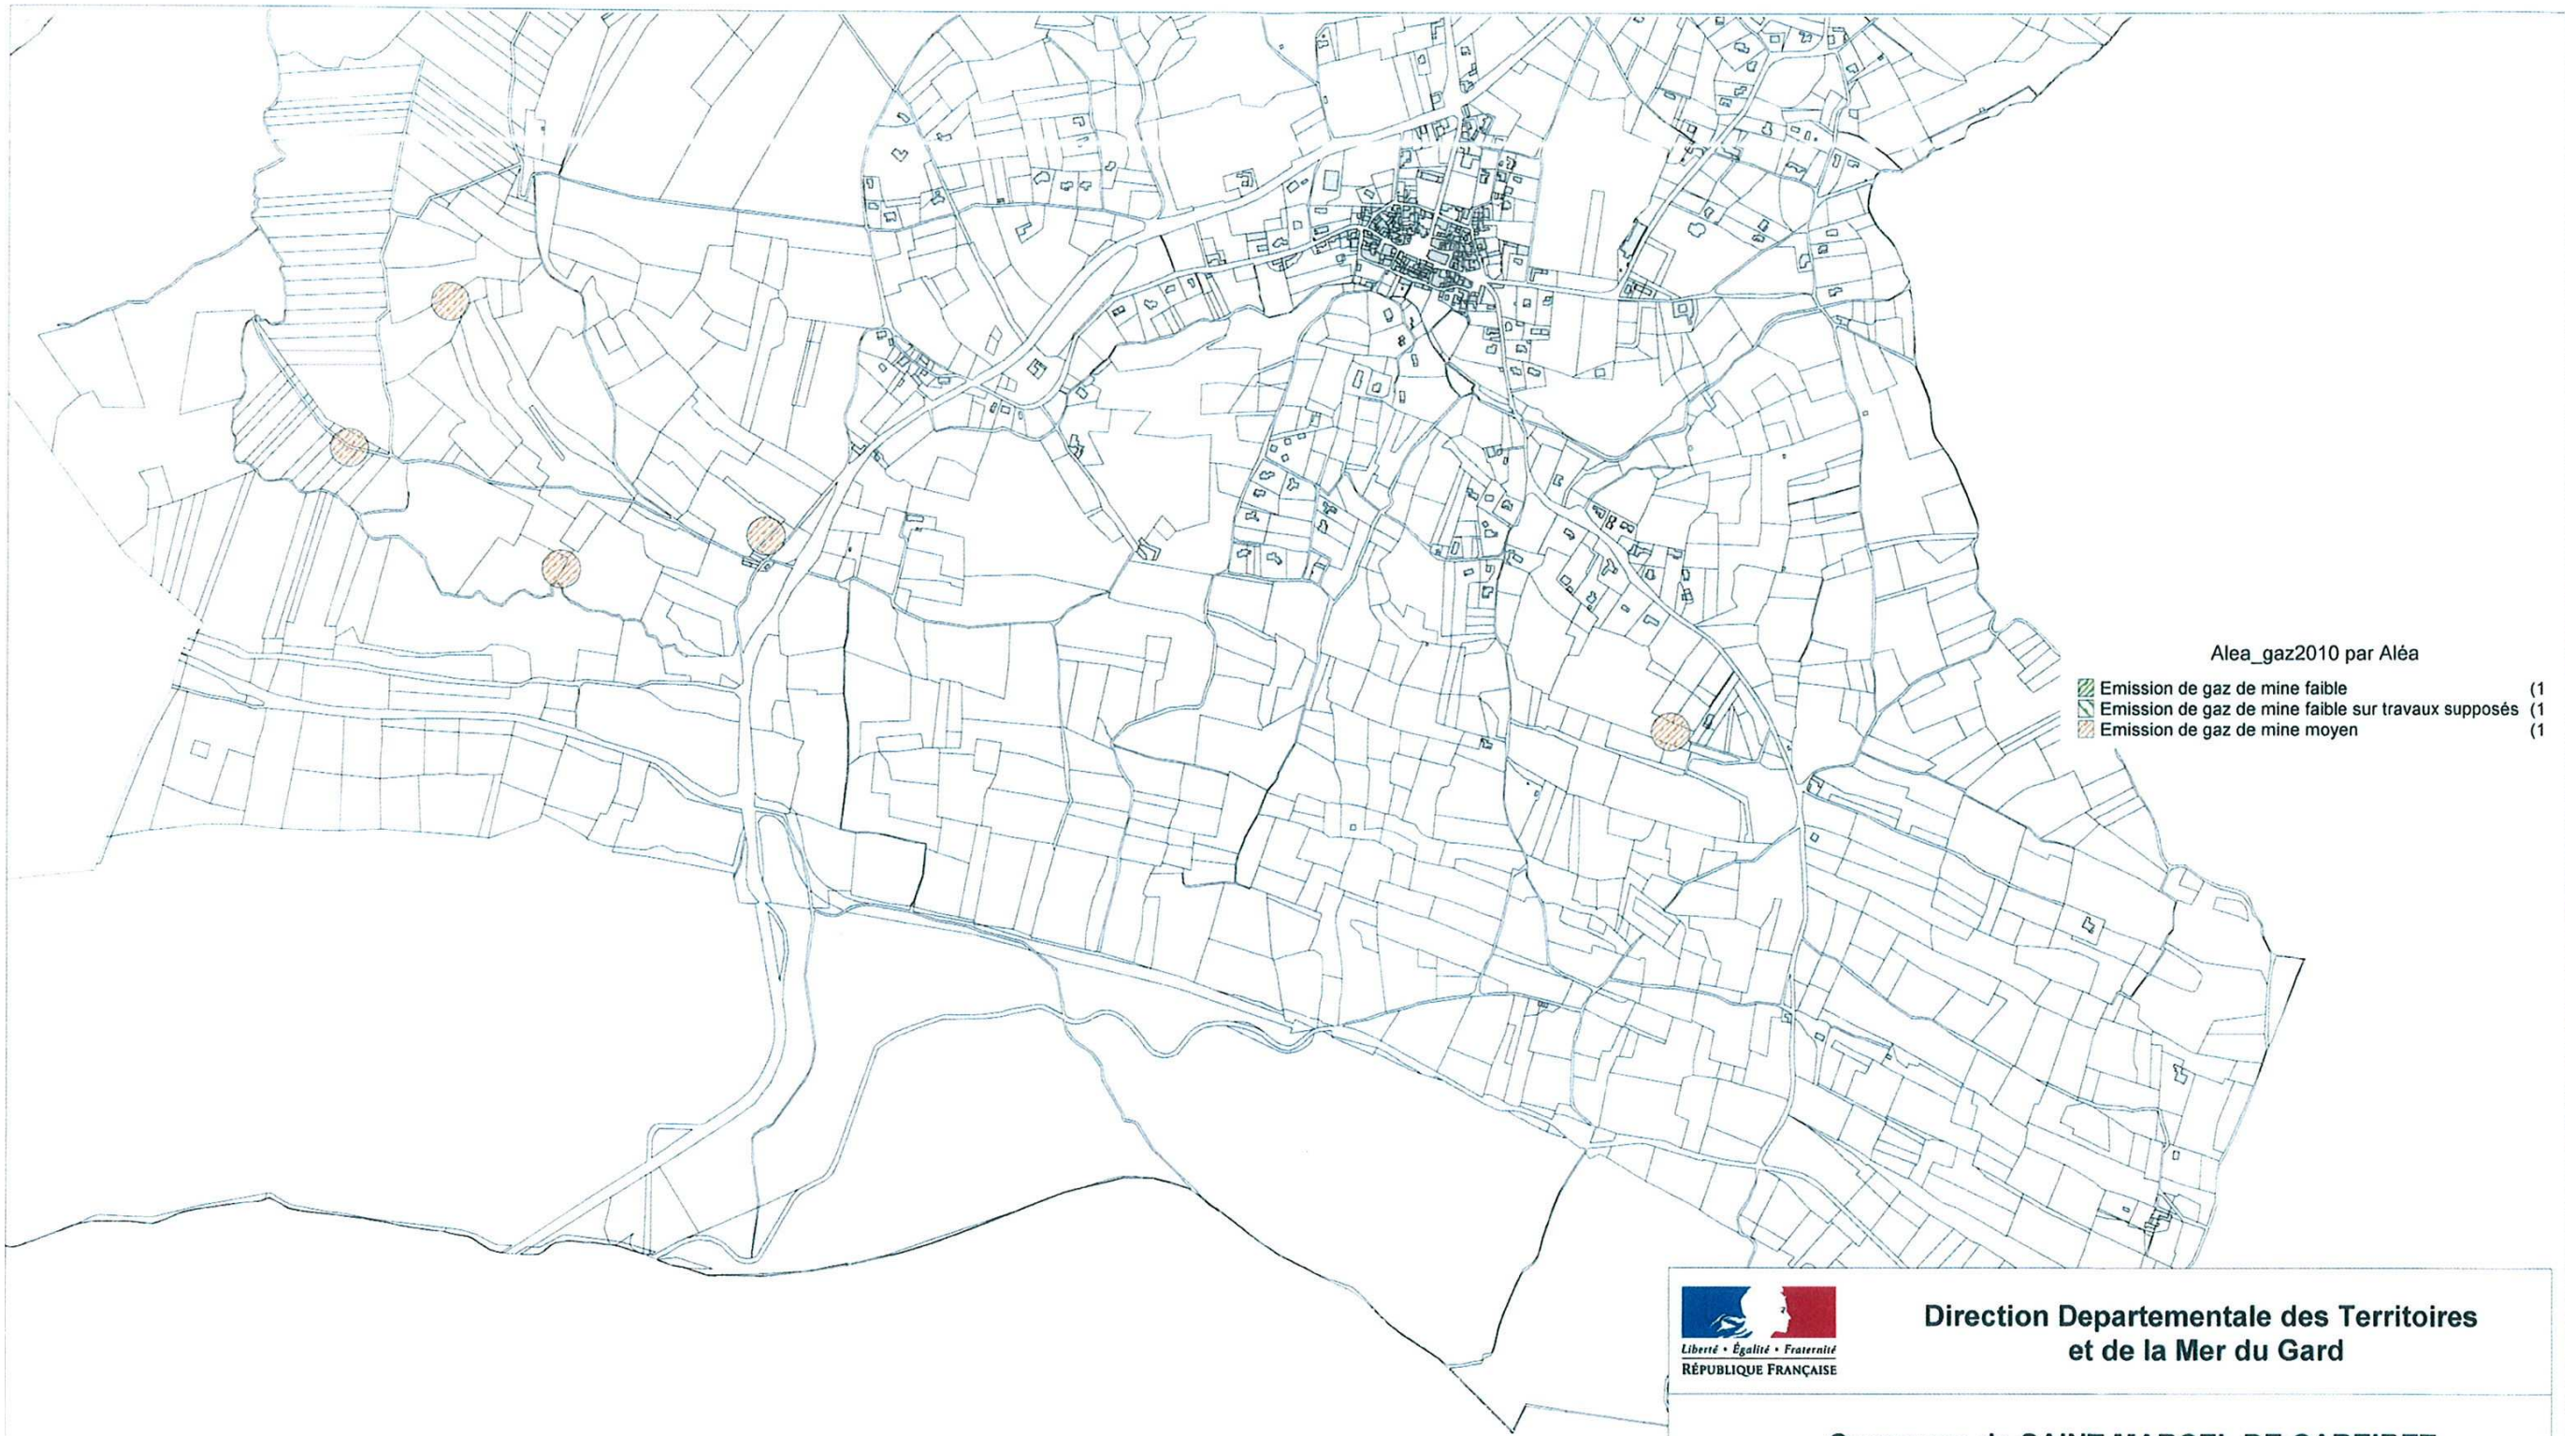 Alea_gaz2010 par Aléa
Emission de gaz de mine faible (1
Emission de gaz de mine faible sur travaux supposés (1
Emission de gaz de mine moyen (1
Liberté • Égalité • Fraternité
RÉPUBLIQUE FRANÇAISE
Direction Departementale des Territoires
et de la Mer du Gard